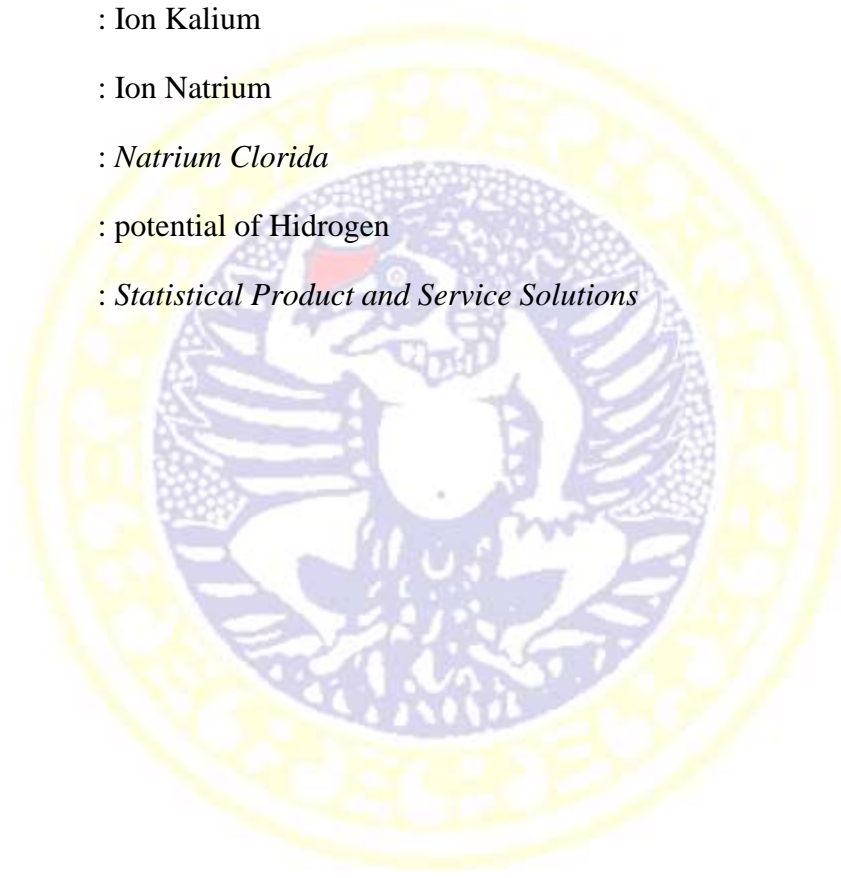 : Ion Kalium
: Ion Natrium
: Natrium Clorida
: potential of Hidrogen
: Statistical Product and Service Solutions